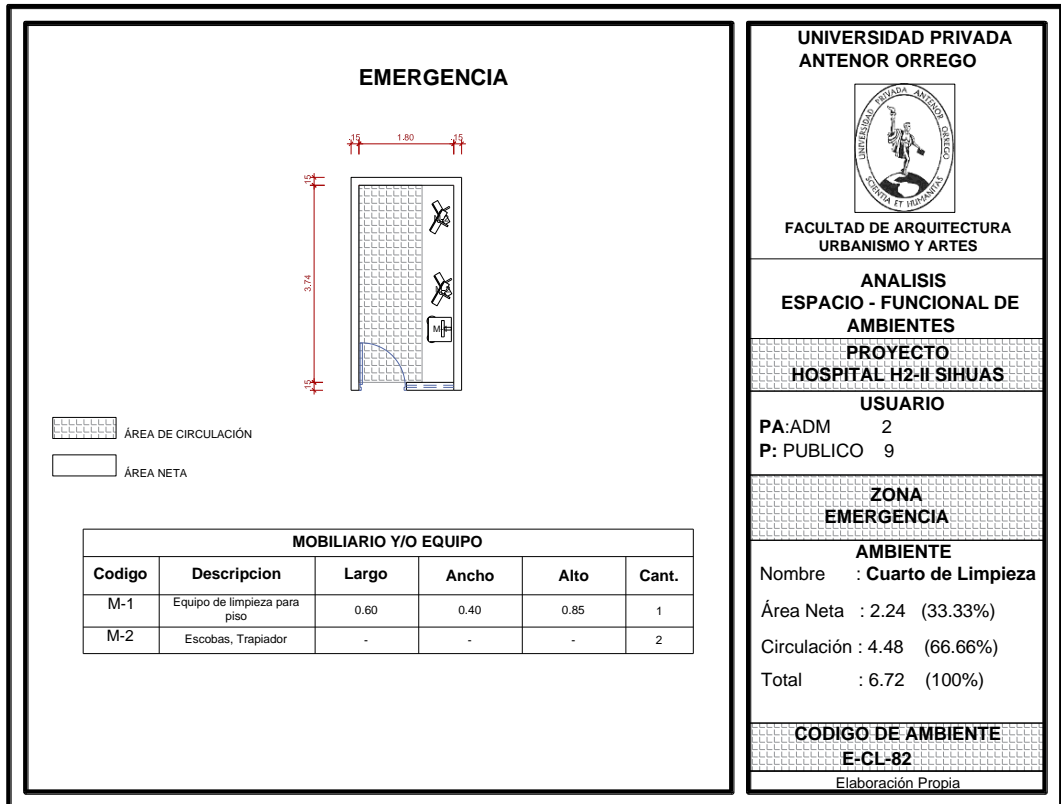 EMERGENCIA
.15
1.80
.15
.15
3.74
.15
M-
ÁREA DE CIRCULACIÓN
ÁREA NETA
MOBILIARIO Y/O EQUIPO
Codigo Descripcion Largo Ancho Alto Cant.
M-1 Equipo de limpieza para piso 0.60 0.40 0.85 1
M-2 Escobas, Trapiador - - - 2
UNIVERSIDAD PRIVADA
ANTENOR ORREGO
UNIVERSIDAD PRIVADA ANTENOR ORREGO
SCIENTIA ET HUMANITAS
FACULTAD DE ARQUITECTURA
URBANISMO Y ARTES
ANALISIS
ESPACIO - FUNCIONAL DE
AMBIENTES
PROYECTO
HOSPITAL H2-II SIHUAS
USUARIO
PA:ADM 2
P: PUBLICO 9
ZONA
EMERGENCIA
AMBIENTE
Nombre : Cuarto de Limpieza
Área Neta : 2.24 (33.33%)
Circulación : 4.48 (66.66%)
Total : 6.72 (100%)
CODIGO DE AMBIENTE
E-CL-82
Elaboración Propia